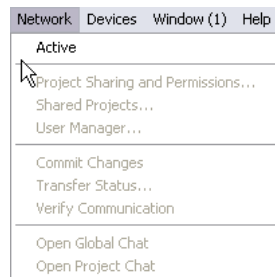 Network Devices Window (1) Help
Active
Project Sharing and Permissions...
Shared Projects...
User Manager...
Commit Changes
Transfer Status...
Verify Communication
Open Global Chat
Open Project Chat